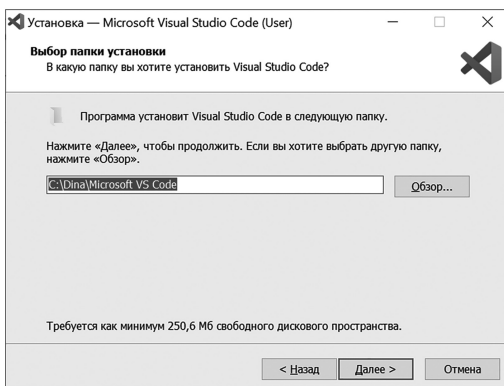 Установка — Microsoft Visual Studio Code (User)
Выбор папки установки
В какую папку вы хотите установить Visual Studio Code?
Программа установит Visual Studio Code в следующую папку.
Нажмите «Далее», чтобы продолжить. Если вы хотите выбрать другую папку,
нажмите «Обзор».
C:\Dina\Microsoft VS Code
Обзор...
Требуется как минимум 250,6 Мб свободного дискового пространства.
< Назад Далее > Отмена